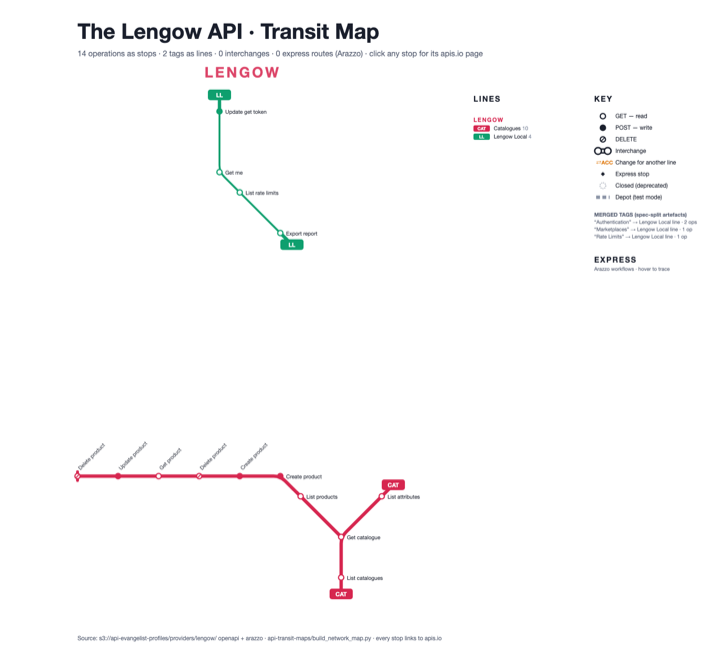 The Lengow API · Transit Map
14 operations as stops · 2 tags as lines · 0 interchanges · 0 express routes (Arazzo) · click any stop for its apis.io page
LENGOW
LL
Update get token
Get me
List rate limits
Export report
LL
LINES
LENGOW
CAT Catalogues 10
LL Lengow Local 4
KEY
GET — read
POST — write
DELETE
Interchange
⇄ACC Change for another line
Express stop
Closed (deprecated)
Depot (test mode)
MERGED TAGS (spec-split artefacts)
"Authentication" → Lengow Local line · 2 ops
"Marketplaces" → Lengow Local line · 1 op
"Rate Limits" → Lengow Local line · 1 op
EXPRESS
Arazzo workflows · hover to trace
Delete product
Update product
Get product
Delete product
Create product
Create product
List products
CAT
List attributes
Get catalogue
List catalogues
CAT
Source: s3://api-evangelist-profiles/providers/lengow/ openapi + arazzo · api-transit-maps/build_network_map.py · every stop links to apis.io